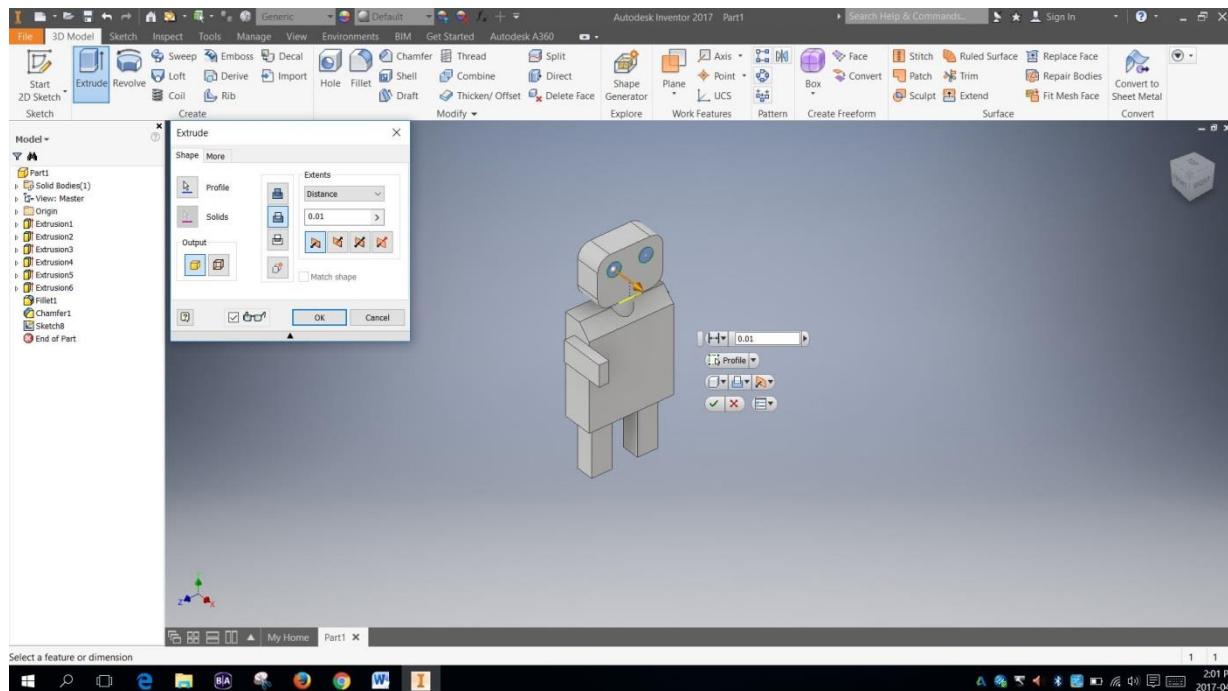 Generic
Default
Autodesk Inventor 2017 Part1
Search Help & Commands...
Sign In
File 3D Model Sketch Inspect Tools Manage View Environments BIM Get Started Autodesk A360
Start
2D Sketch
Extrude
Revolve
Sweep Emboss Decal
Loft Derive Import
Coil Rib
Hole
Fillet
Chamfer Thread Split
Shell Combine Direct
Draft Thicken/ Offset Delete Face
Shape
Generator
Plane
Axis
Point
UCS
Box
Face
Convert
Stitch Ruled Surface Replace Face
Patch Trim Repair Bodies
Sculpt Extend Fit Mesh Face
Convert to
Sheet Metal
Sketch Create Modify Explore Work Features Pattern Create Freeform Surface Convert
Model
Part1
Solid Bodies(1)
View: Master
Origin
Extrusion1
Extrusion2
Extrusion3
Extrusion4
Extrusion5
Extrusion6
Fillet1
Chamfer1
Sketch8
End of Part
Extrude
Shape More
Profile
Solids
Output
Extents
Distance
0.01
Match shape
OK Cancel
0.01
Profile
My Home Part1
Select a feature or dimension
1 1
2:01 P